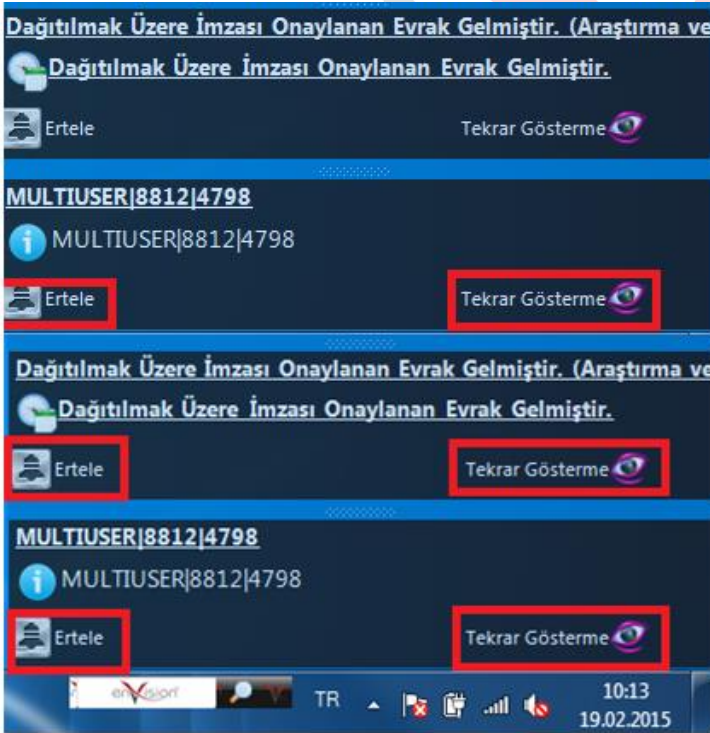 Dağıtılmak Üzere İmzası Onaylanan Evrak Gelmiştir. (Araştırma ve
Dağıtılmak Üzere İmzası Onaylanan Evrak Gelmiştir.
Ertele Tekrar Gösterme
MULTIUSER|8812|4798
MULTIUSER|8812|4798
Ertele Tekrar Gösterme
Dağıtılmak Üzere İmzası Onaylanan Evrak Gelmiştir. (Araştırma ve
Dağıtılmak Üzere İmzası Onaylanan Evrak Gelmiştir.
Ertele Tekrar Gösterme
MULTIUSER|8812|4798
MULTIUSER|8812|4798
Ertele Tekrar Gösterme
enVision TR 10:13
19.02.2015